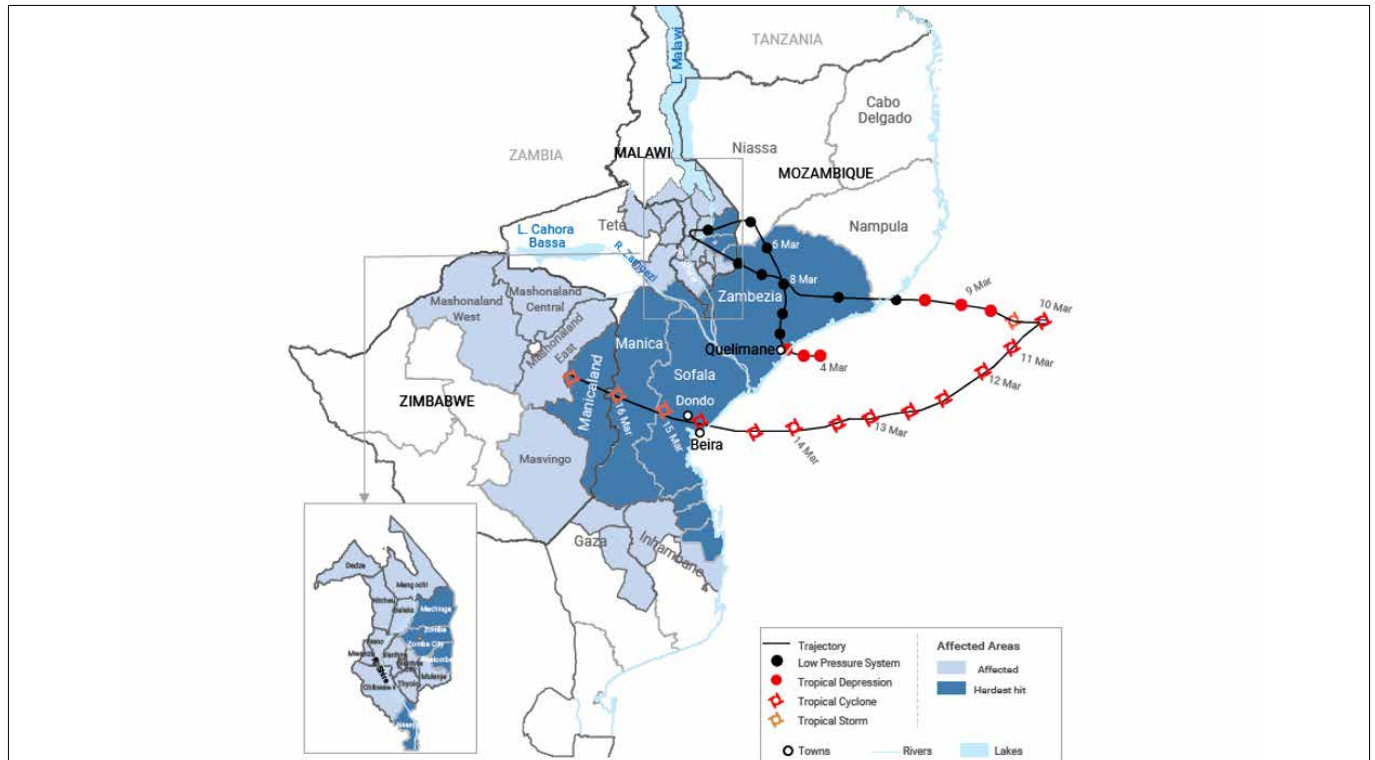 TANZANIA
L. Malawi
Cabo
Delgado
ZAMBIA
MALAWI
Niassa
MOZAMBIQUE
Nampula
Tete
L. Cahora
Bassa
R. Zambezi
6 Mar
8 Mar
9 Mar
10 Mar
Mashonaland
West
Mashonaland
Central
Mashonaland
East
Zambezia
Manica
Quelimane
4 Mar
11 Mar
12 Mar
Sofala
Dondo
ZIMBABWE
Manicaland
16 Mar
15 Mar
Beira
14 Mar
13 Mar
Masvingo
Gaza
Inhambane
Dedza
Mangochi
Ntcheu
Balaka
Machinga
Zomba
Zomba City
Neno
Mwanza
R. Shire
Mulanje
Thyolo
Chikwawa
Trajectory
Low Pressure System
Tropical Depression
Tropical Cyclone
Tropical Storm
Affected Areas
Affected
Hardest hit
Towns
Rivers
Lakes